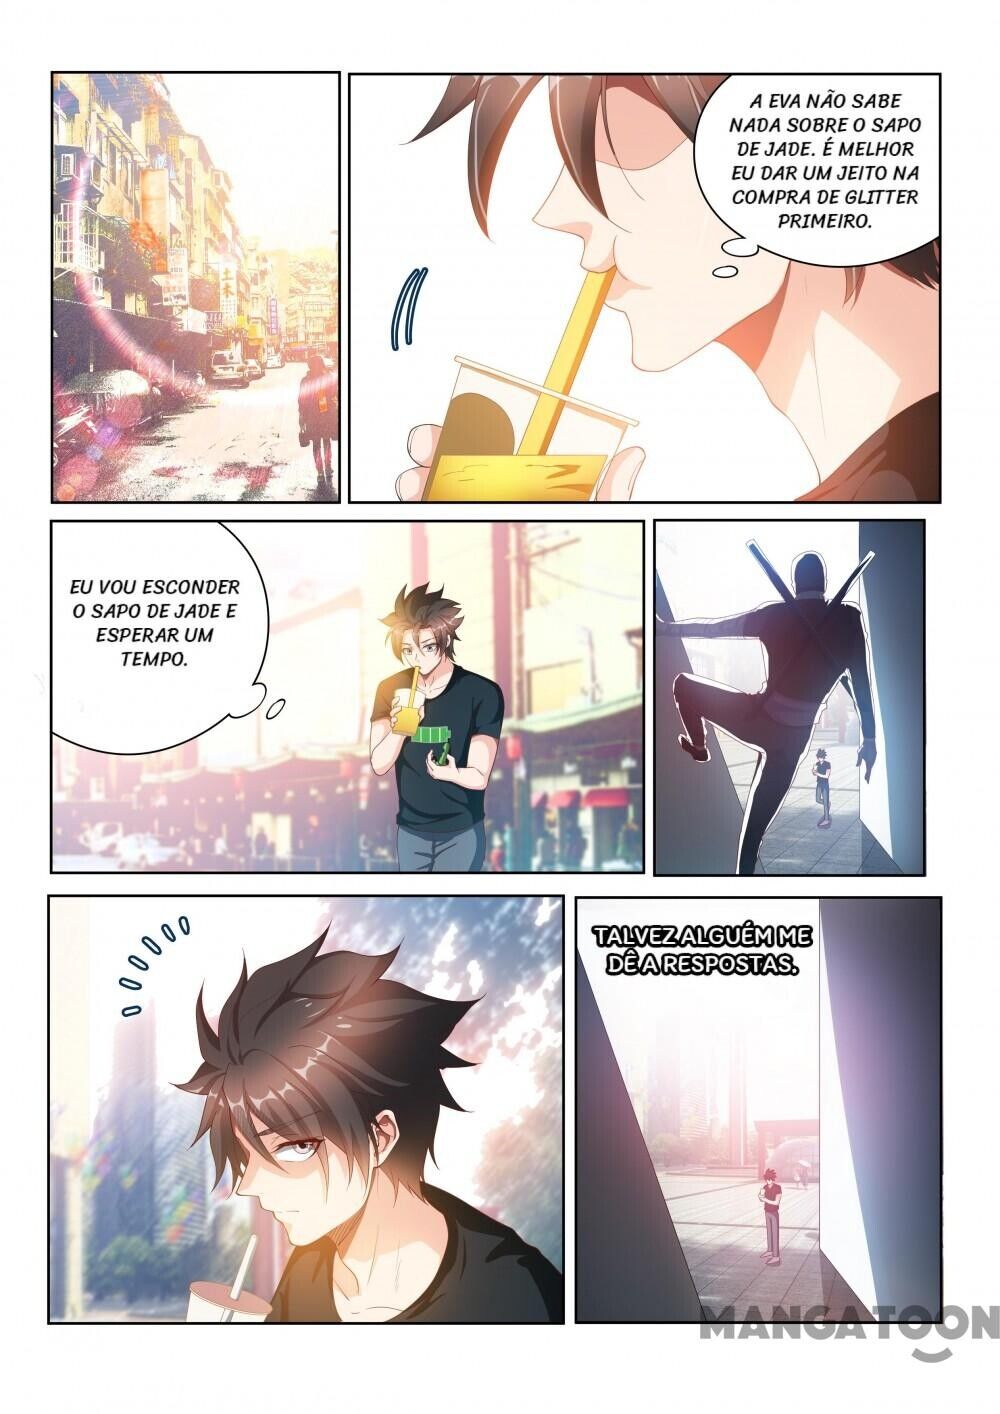 A EVA NÃO SABE
NADA SOBRE O SAPO
DE JADE. É MELHOR
EU DAR UM JEITO NA
COMPRA DE GLITTER
PRIMEIRO.
EU VOU ESCONDER
O SAPO DE JADE E
ESPERAR UM
TEMPO.
TALVEZ ALGUÉM ME
DÊ A RESPOSTAS.
MANGATOON